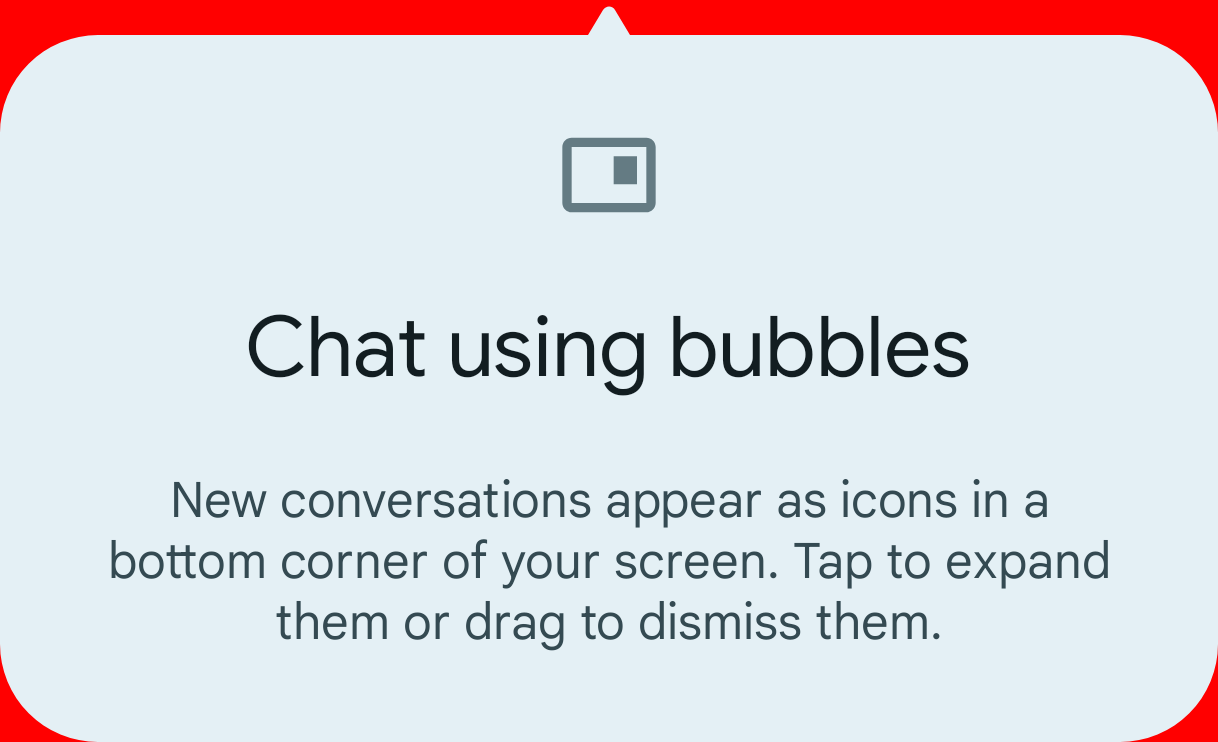 Chat using bubbles
New conversations appear as icons in a
bottom corner of your screen. Tap to expand
them or drag to dismiss them.